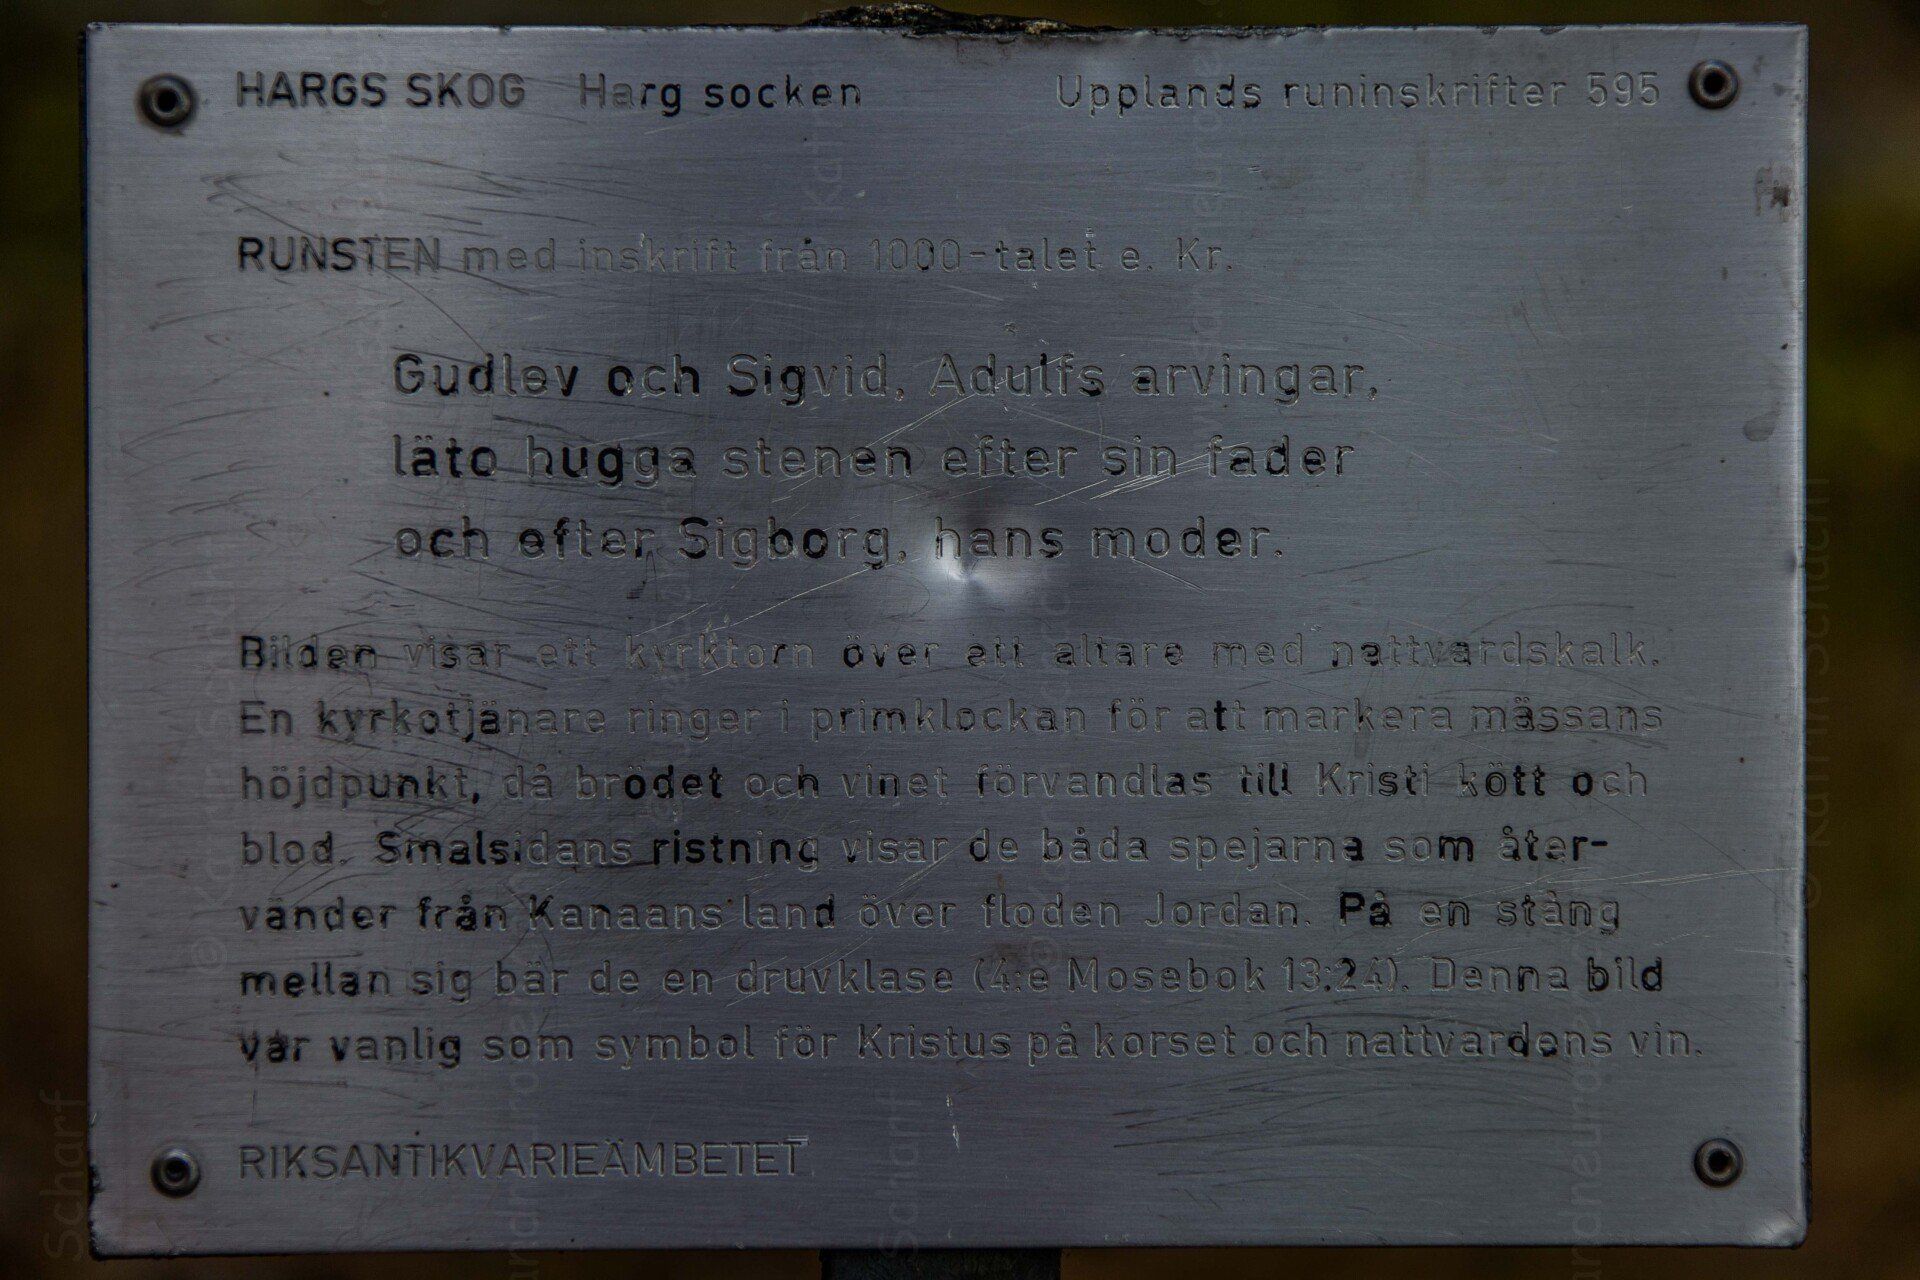 HARGS SKOG Harg socken Upplands runinskrifter 595
RUNSTEN med inskrift från 1000-talet e. Kr.
Gudlev och Sigvid, Adulfs arvingar,
läto hugga stenen efter sin fader
och efter Sigborg, hans moder.
Bilden visar ett kyrktorn över ett altare med nattvardskalk.
En kyrkotjänare ringer i primklockan för att markera mässans
höjdpunkt, då brödet och vinet förvandlas till Kristi kött och
blod. Smalsidans ristning visar de båda spejarna som åter-
vänder från Kanaans land över floden Jordan. På en stång
mellan sig bär de en druvklase (4:e Mosebok 13:24). Denna bild
var vanlig som symbol för Kristus på korset och nattvardens vin.
RIKSANTIKVARIEÄMBETET